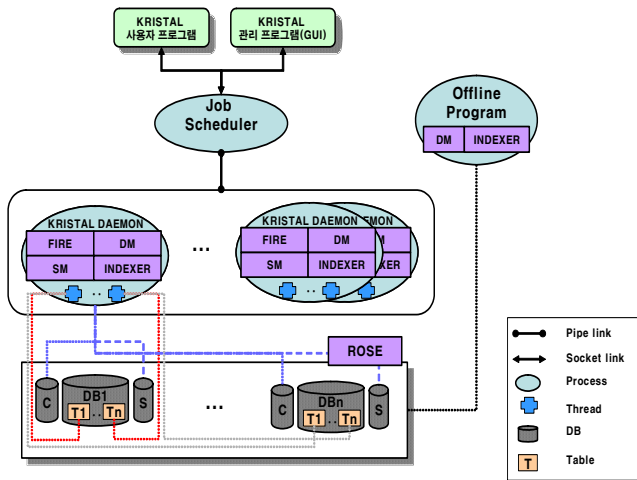 KRISTAL
사용자 프로그램
KRISTAL
관리 프로그램(GUI)
Job
Scheduler
Offline
Program
DM INDEXER
KRISTAL DAEMON
FIRE DM
SM INDEXER
..
...
KRISTAL DAEMON
FIRE DM
SM INDEXER
..
ROSE
C
DB1
T1 .. Tn
S
...
C
DBn
T1 .. Tn
S
Pipe link
Socket link
Process
Thread
DB
T Table